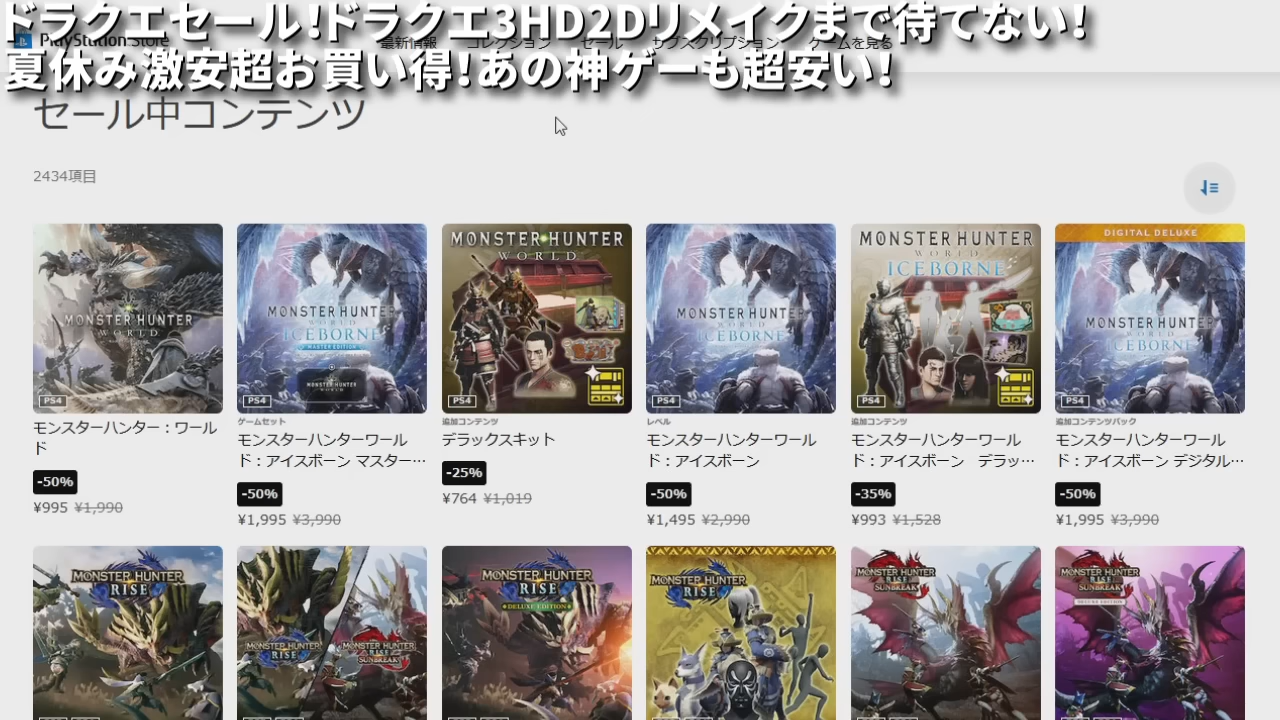 ドラクエセール！ドラクエ3HD2Dリメイクまで待てない！
夏休み激安超お買い得！あの神ゲーも超安い！
PlayStation Store
最新情報 コレクション セール サブスクリプション ゲームを見る
セール中コンテンツ
2434項目
MONSTER HUNTER
WORLD
PS4
モンスターハンター：ワールド
-50%
¥995 ¥1,990
MONSTER HUNTER
WORLD
ICEBORNE
MASTER EDITION
MONSTER HUNTER
PS4
ゲームセット
モンスターハンターワールド：アイスボーン マスター…
-50%
¥1,995 ¥3,990
MONSTER HUNTER
WORLD
PS4
追加コンテンツ
デラックスキット
-25%
¥764 ¥1,019
MONSTER HUNTER
WORLD
ICEBORNE
PS4
レベル
モンスターハンターワールド：アイスボーン
-50%
¥1,495 ¥2,990
MONSTER HUNTER
WORLD
ICEBORNE
PS4
追加コンテンツ
モンスターハンターワールド：アイスボーン　デラッ…
-35%
¥993 ¥1,528
DIGITAL DELUXE
MONSTER HUNTER
WORLD
ICEBORNE
PS4
追加コンテンツパック
モンスターハンターワールド：アイスボーン デジタル…
-50%
¥1,995 ¥3,990
MONSTER HUNTER
RISE
MONSTER HUNTER
RISE
MONSTER HUNTER
RISE
SUNBREAK
MONSTER HUNTER
RISE
DELUXE EDITION
MONSTER HUNTER
RISE
MONSTER HUNTER
RISE
SUNBREAK
MONSTER HUNTER
RISE
SUNBREAK
DELUXE EDITION